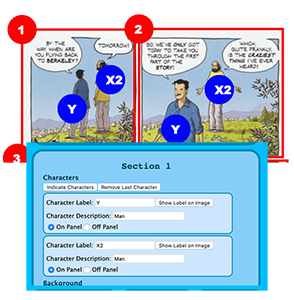 1
2
BY THE
WAY, WHEN ARE
YOU FLYING BACK
TO BERKELEY?
TOMORROW!
X2
Y
SO, WE'VE ONLY GOT
TODAY TO TAKE YOU
THROUGH THE FIRST
PART OF THE
STORY!
WHICH,
QUITE FRANKLY,
IS THE CRAZIEST
THING I'VE EVER
HEARD!
X2
Y
3
Section 1
Characters
Indicate Characters Remove Last Character
Character Label: Y Show Label on Image
Character Description: Man
On Panel Off Panel
Character Label: X2 Show Label on Image
Character Description: Man
On Panel Off Panel
Background